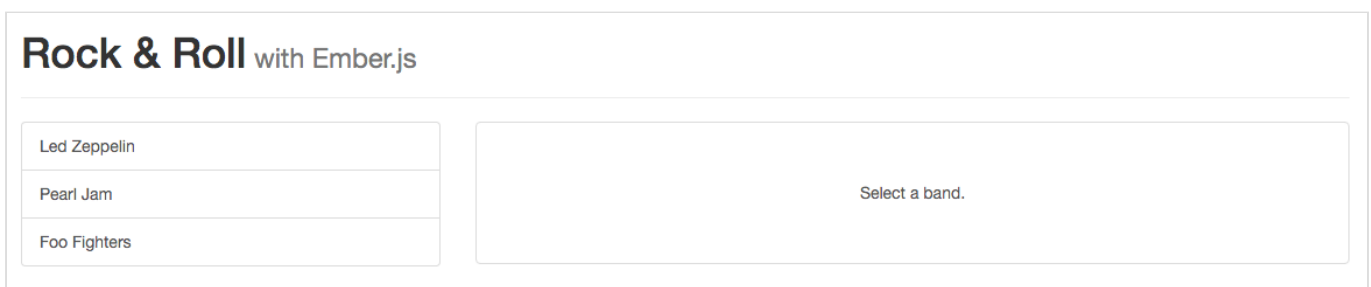 Rock & Roll with Ember.js
Led Zeppelin
Pearl Jam
Foo Fighters
Select a band.